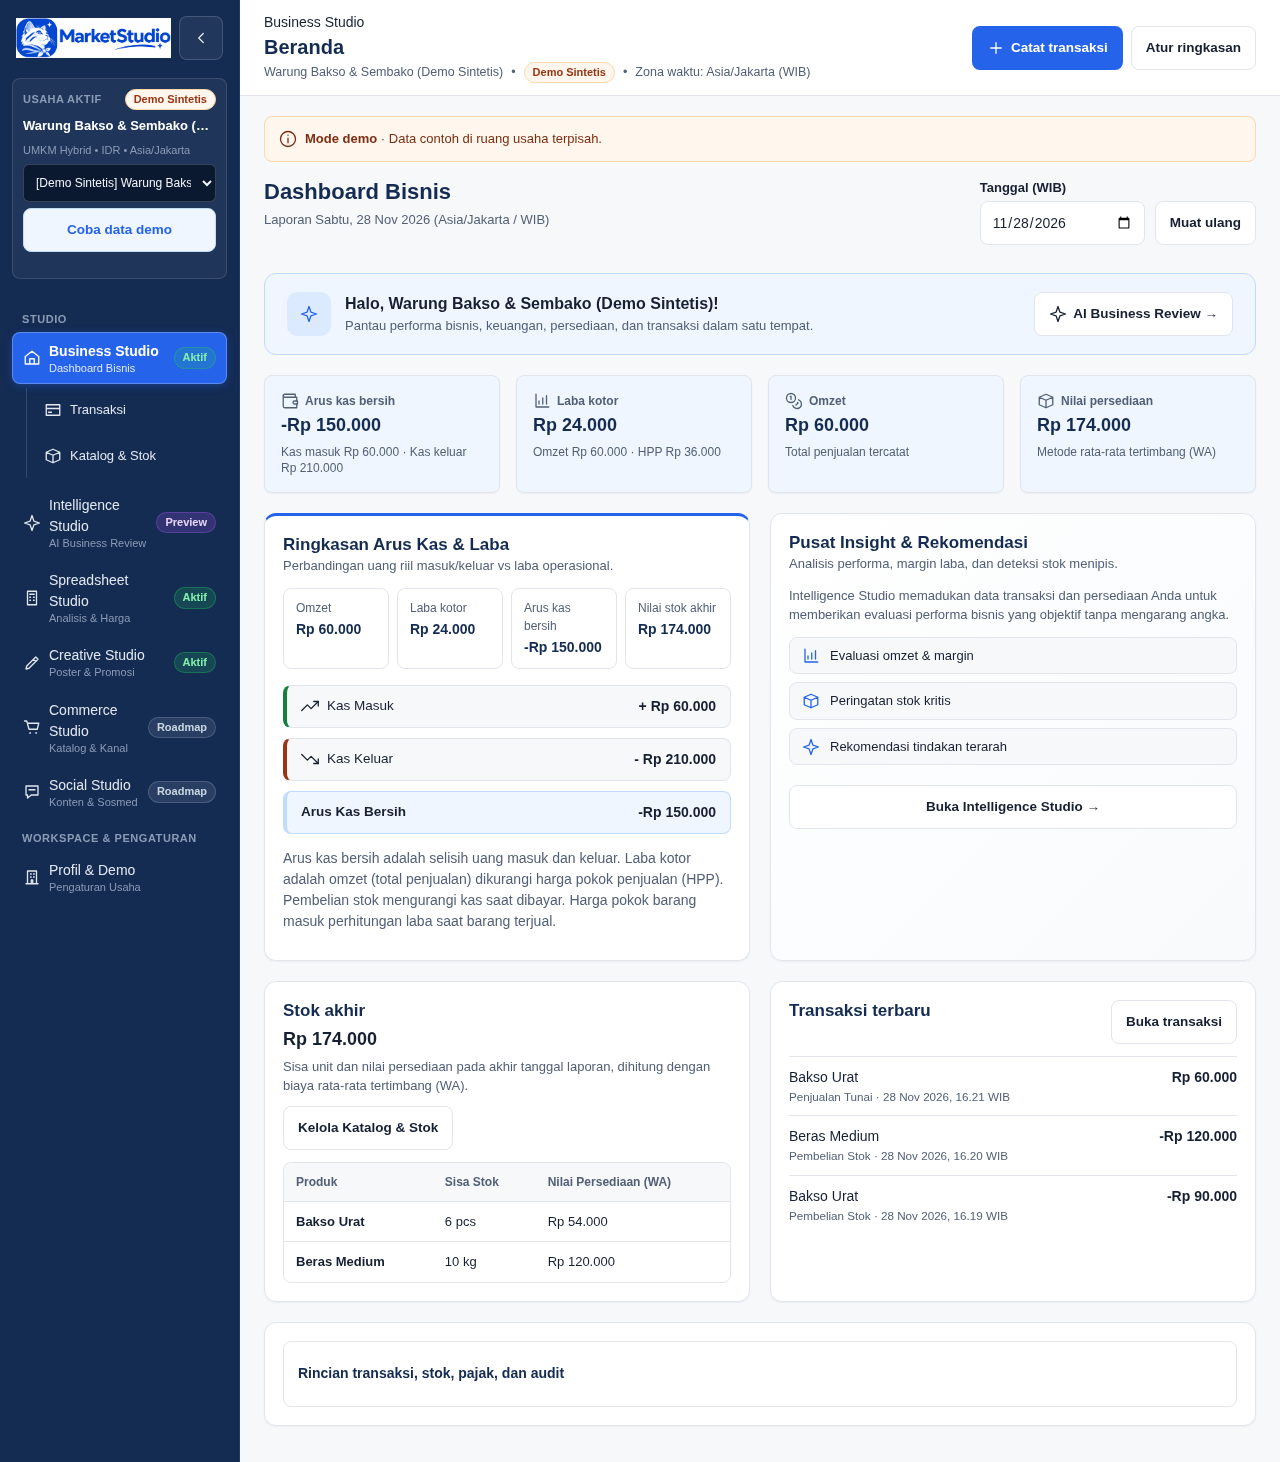 MarketStudio
USAHA AKTIF
Demo Sintetis
Warung Bakso & Sembako (...
UMKM Hybrid • IDR • Asia/Jakarta
[Demo Sintetis] Warung Baks
Coba data demo
STUDIO
Business Studio
Dashboard Bisnis
Aktif
Transaksi
Katalog & Stok
Intelligence
Studio
AI Business Review
Preview
Spreadsheet
Studio
Analisis & Harga
Aktif
Creative Studio
Poster & Promosi
Aktif
Commerce
Studio
Katalog & Kanal
Roadmap
Social Studio
Konten & Sosmed
Roadmap
WORKSPACE & PENGATURAN
Profil & Demo
Pengaturan Usaha
Business Studio
Beranda
Warung Bakso & Sembako (Demo Sintetis) • Demo Sintetis • Zona waktu: Asia/Jakarta (WIB)
Catat transaksi
Atur ringkasan
Mode demo · Data contoh di ruang usaha terpisah.
Dashboard Bisnis
Laporan Sabtu, 28 Nov 2026 (Asia/Jakarta / WIB)
Tanggal (WIB)
11/28/2026
Muat ulang
Halo, Warung Bakso & Sembako (Demo Sintetis)!
Pantau performa bisnis, keuangan, persediaan, dan transaksi dalam satu tempat.
AI Business Review →
Arus kas bersih
-Rp 150.000
Kas masuk Rp 60.000 · Kas keluar
Rp 210.000
Laba kotor
Rp 24.000
Omzet Rp 60.000 · HPP Rp 36.000
Omzet
Rp 60.000
Total penjualan tercatat
Nilai persediaan
Rp 174.000
Metode rata-rata tertimbang (WA)
Ringkasan Arus Kas & Laba
Perbandingan uang riil masuk/keluar vs laba operasional.
Omzet
Rp 60.000
Laba kotor
Rp 24.000
Arus kas
bersih
-Rp 150.000
Nilai stok akhir
Rp 174.000
Kas Masuk
+ Rp 60.000
Kas Keluar
- Rp 210.000
Arus Kas Bersih
-Rp 150.000
Arus kas bersih adalah selisih uang masuk dan keluar. Laba kotor
adalah omzet (total penjualan) dikurangi harga pokok penjualan (HPP).
Pembelian stok mengurangi kas saat dibayar. Harga pokok barang
masuk perhitungan laba saat barang terjual.
Pusat Insight & Rekomendasi
Analisis performa, margin laba, dan deteksi stok menipis.
Intelligence Studio memadukan data transaksi dan persediaan Anda untuk
memberikan evaluasi performa bisnis yang objektif tanpa mengarang angka.
Evaluasi omzet & margin
Peringatan stok kritis
Rekomendasi tindakan terarah
Buka Intelligence Studio →
Stok akhir
Rp 174.000
Sisa unit dan nilai persediaan pada akhir tanggal laporan, dihitung dengan
biaya rata-rata tertimbang (WA).
Kelola Katalog & Stok
Produk Sisa Stok Nilai Persediaan (WA)
Bakso Urat 6 pcs Rp 54.000
Beras Medium 10 kg Rp 120.000
Transaksi terbaru
Buka transaksi
Bakso Urat
Rp 60.000
Penjualan Tunai · 28 Nov 2026, 16.21 WIB
Beras Medium
-Rp 120.000
Pembelian Stok · 28 Nov 2026, 16.20 WIB
Bakso Urat
-Rp 90.000
Pembelian Stok · 28 Nov 2026, 16.19 WIB
Rincian transaksi, stok, pajak, dan audit